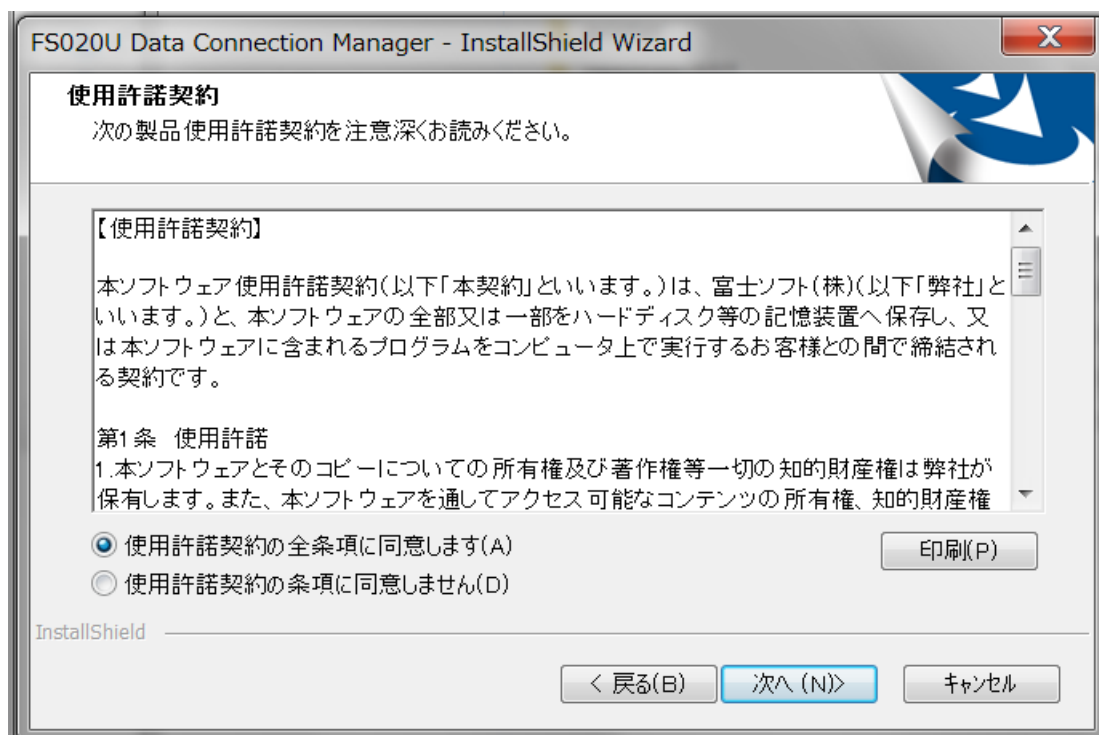 FS020U Data Connection Manager - InstallShield Wizard
使用許諾契約
次の製品使用許諾契約を注意深くお読みください。
【使用許諾契約】
本ソフトウェア使用許諾契約(以下「本契約」といいます。)は、富士ソフト(株)(以下「弊社」と
いいます。)と、本ソフトウェアの全部又は一部をハードディスク等の記憶装置へ保存し、又
は本ソフトウェアに含まれるプログラムをコンピュータ上で実行するお客様との間で締結され
る契約です。
第1条 使用許諾
1.本ソフトウェアとそのコピーについての所有権及び著作権等一切の知的財産権は弊社が
保有します。また、本ソフトウェアを通してアクセス可能なコンテンツの所有権、知的財産権
使用許諾契約の全条項に同意します(A)
印刷(P)
使用許諾契約の条項に同意しません(D)
InstallShield
< 戻る(B)
次へ (N)>
キャンセル